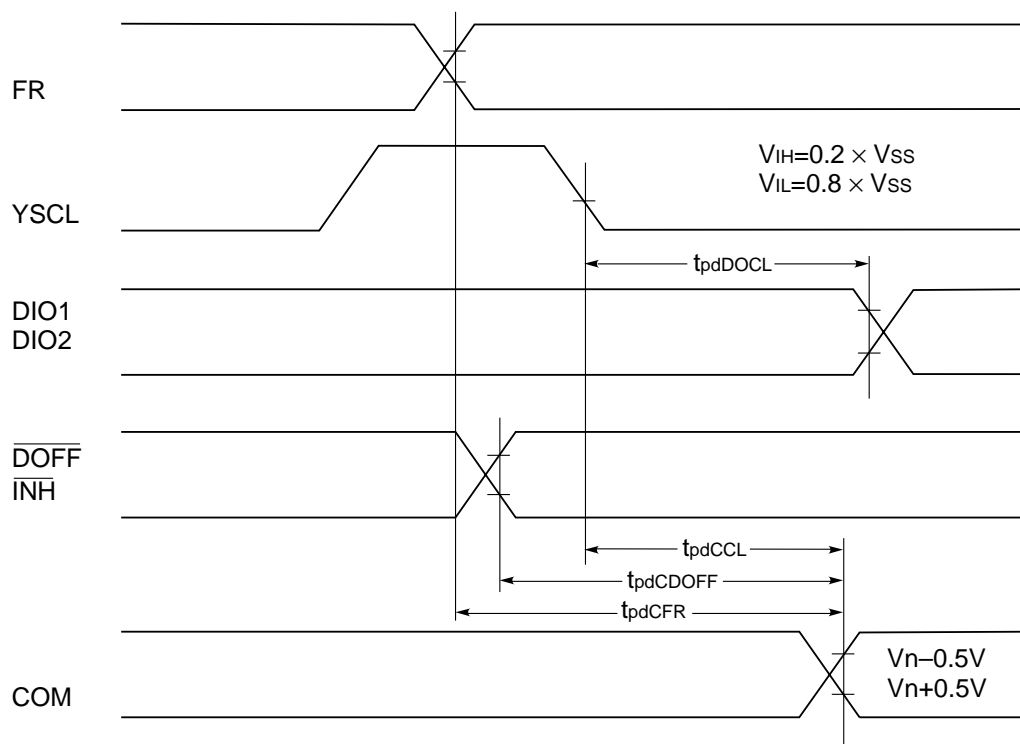 FR
VIH=0.2 × VSS
VIL=0.8 × VSS
YSCL
tpdDOCL
DIO1
DIO2
DOFF
INH
tpdCCL
tpdCDOFF
tpdCFR
Vn–0.5V
Vn+0.5V
COM